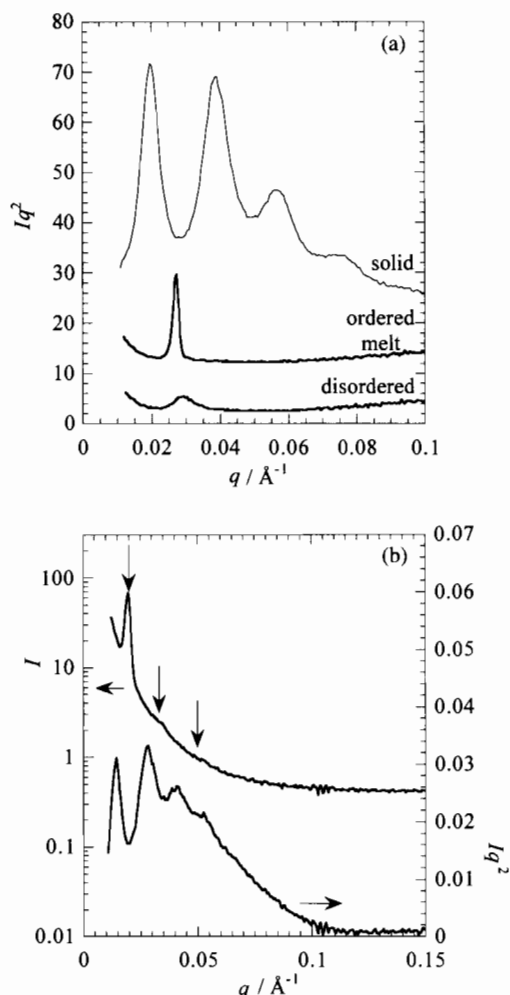 80
(a)
70
60
50
Iq²
40
solid
30
ordered
melt
20
10
disordered
0
0 0.02 0.04 0.06 0.08 0.1
q / Å⁻¹
0.07
(b)
100
0.06
10
0.05
I
0.04
1
0.03
0.1
0.02
Iq²
0.01
0.01
0
0 0.05 0.1 0.15
q / Å⁻¹